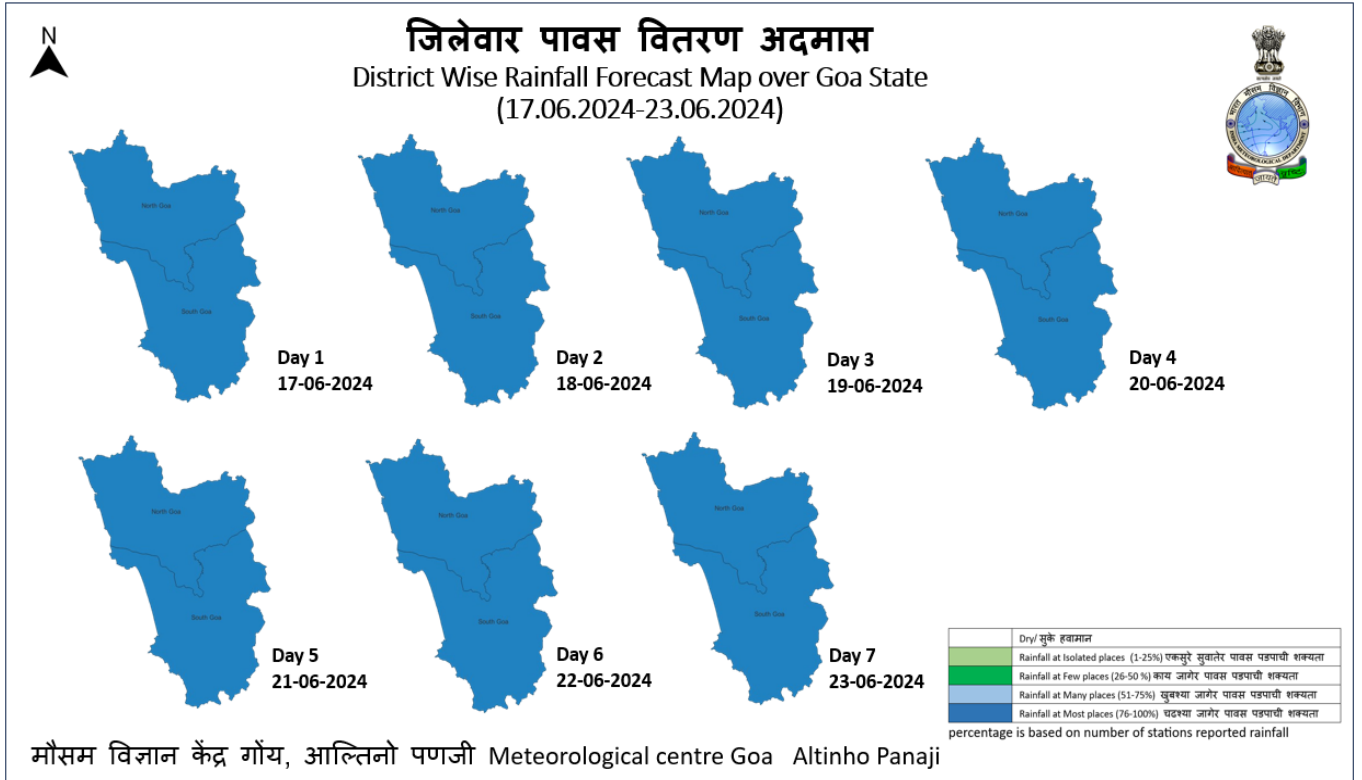 N
जिलेवार पावस वितरण अदमास
District Wise Rainfall Forecast Map over Goa State
(17.06.2024-23.06.2024)
भारत मौसम विज्ञान विभाग
INDIA METEOROLOGICAL DEPARTMENT
North Goa
South Goa
Day 1
17-06-2024
North Goa
South Goa
Day 2
18-06-2024
North Goa
South Goa
Day 3
19-06-2024
North Goa
South Goa
Day 4
20-06-2024
North Goa
South Goa
Day 5
21-06-2024
North Goa
South Goa
Day 6
22-06-2024
North Goa
South Goa
Day 7
23-06-2024
Dry/ सुके हवामान
Rainfall at Isolated places (1-25%) एकसुरे सुवातेर पावस पडपाची शक्यता
Rainfall at Few places (26-50 %) काय जागेर पावस पडपाची शक्यता
Rainfall at Many places (51-75%) खुबश्या जागेर पावस पडपाची शक्यता
Rainfall at Most places (76-100%) चढश्या जागेर पावस पडपाची शक्यता
percentage is based on number of stations reported rainfall
मौसम विज्ञान केंद्र गोंय, आल्तिनो पणजी Meteorological centre Goa Altinho Panaji